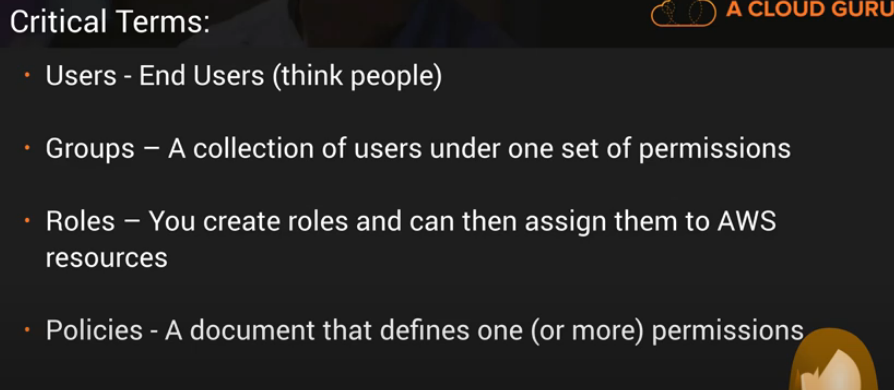 Critical Terms:
A CLOUD GURU
• Users - End Users (think people)
• Groups – A collection of users under one set of permissions
• Roles – You create roles and can then assign them to AWS
resources
• Policies - A document that defines one (or more) permissions